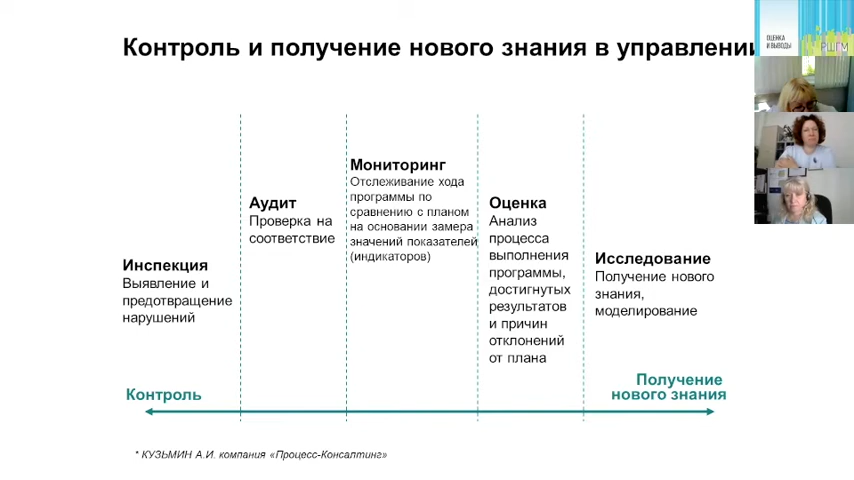 Контроль и получение нового знания в управлении
ОЦЕНКА
И ВЫВОДЫ
РШГМ
Инспекция
Выявление и
предотвращение
нарушений
Аудит
Проверка на
соответствие
Мониторинг
Отслеживание хода
программы по
сравнению с планом
на основании замера
значений показателей
(индикаторов)
Оценка
Анализ
процесса
выполнения
программы,
достигнутых
результатов
и причин
отклонений
от плана
Исследование
Получение нового
знания,
моделирование
Контроль
Получение
нового знания
* КУЗЬМИН А.И. компания «Процесс-Консалтинг»